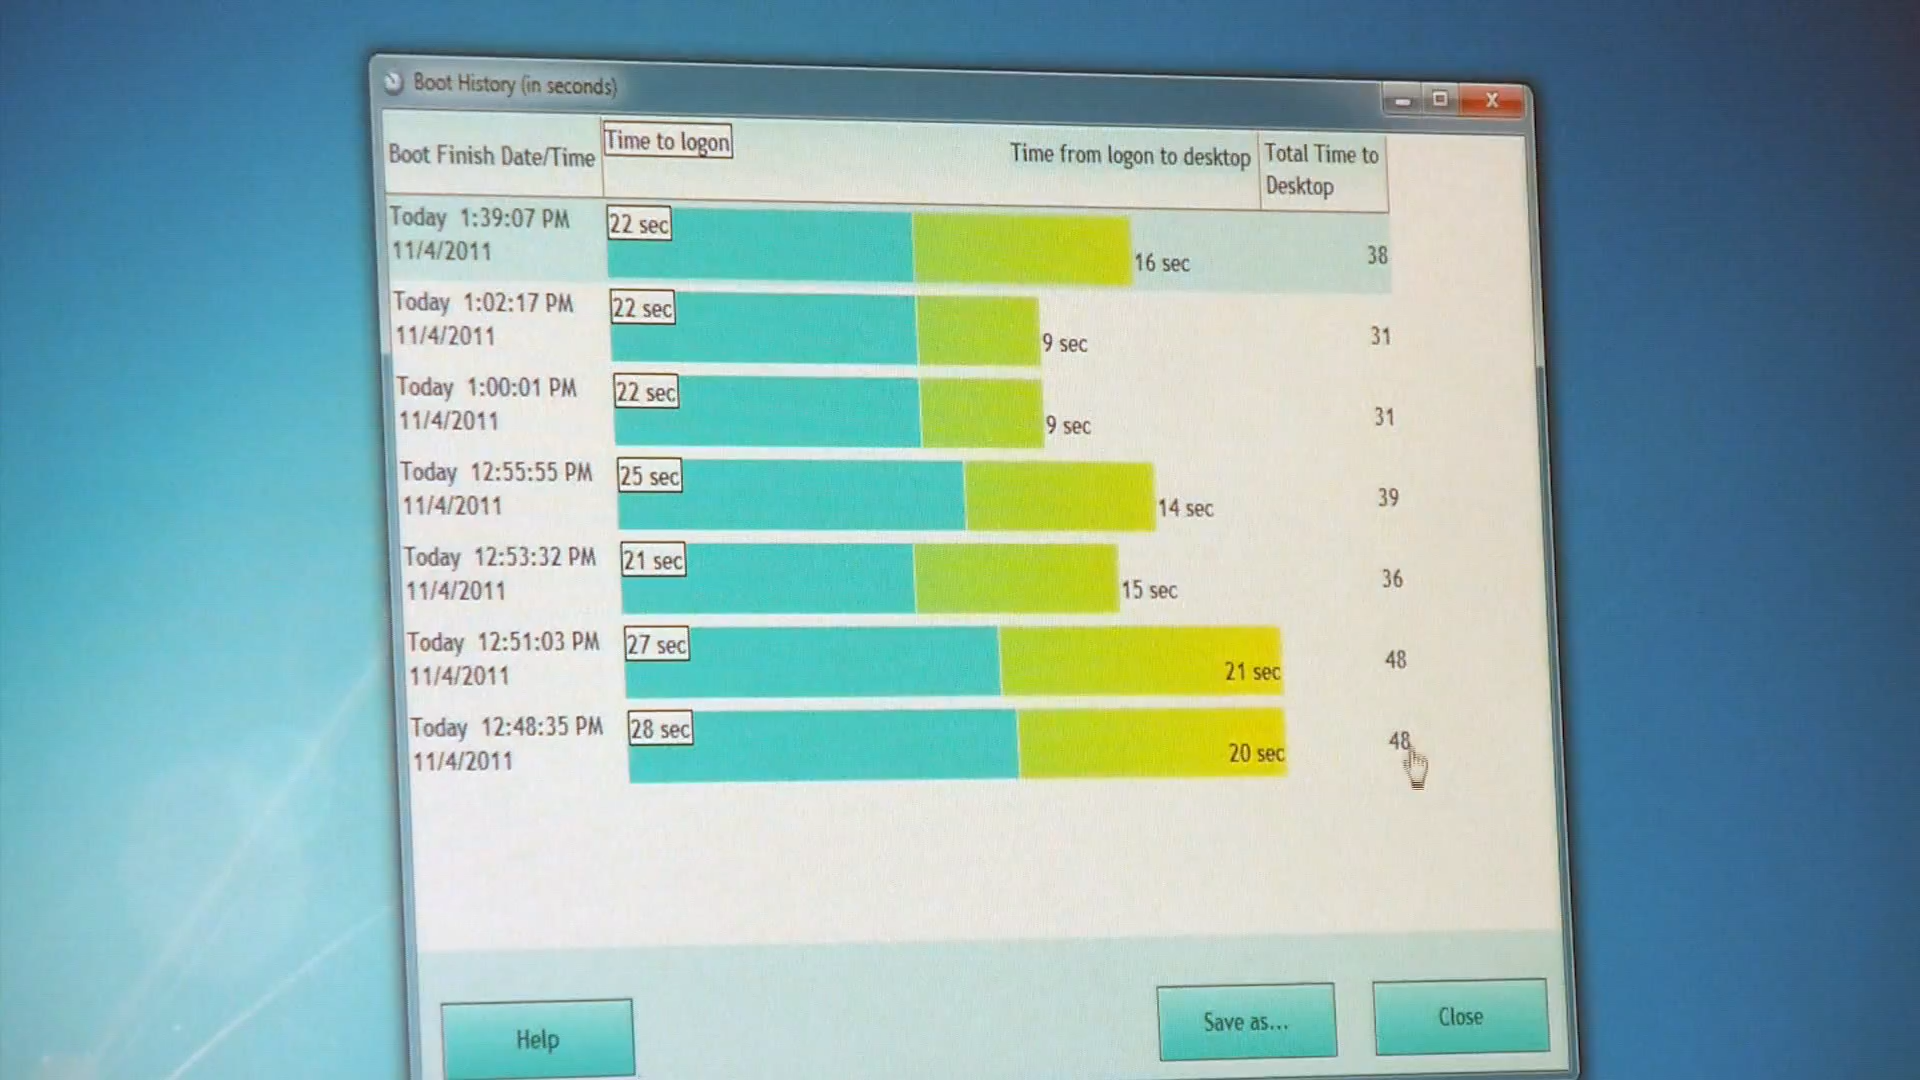 Boot History (in seconds)
Boot Finish Date/Time
Time to logon
Time from logon to desktop
Total Time to
Desktop
Today 1:39:07 PM
11/4/2011
22 sec
16 sec
38
Today 1:02:17 PM
11/4/2011
22 sec
9 sec
31
Today 1:00:01 PM
11/4/2011
22 sec
9 sec
31
Today 12:55:55 PM
11/4/2011
25 sec
14 sec
39
Today 12:53:32 PM
11/4/2011
21 sec
15 sec
36
Today 12:51:03 PM
11/4/2011
27 sec
21 sec
48
Today 12:48:35 PM
11/4/2011
28 sec
20 sec
48
Help
Save as...
Close